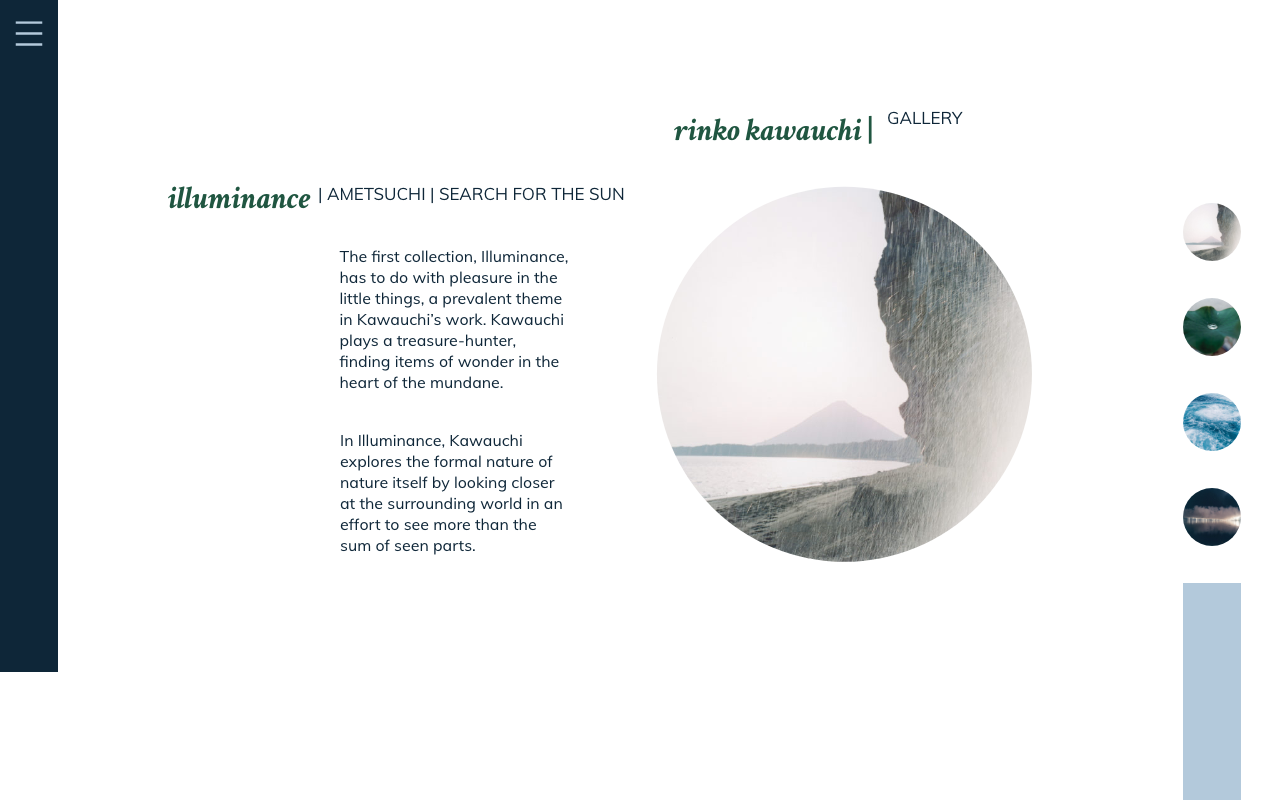 rinko kawauchi | GALLERY
illuminance | AMETSUCHI | SEARCH FOR THE SUN
The first collection, Illuminance,
has to do with pleasure in the
little things, a prevalent theme
in Kawauchi’s work. Kawauchi
plays a treasure-hunter,
finding items of wonder in the
heart of the mundane.
In Illuminance, Kawauchi
explores the formal nature of
nature itself by looking closer
at the surrounding world in an
effort to see more than the
sum of seen parts.